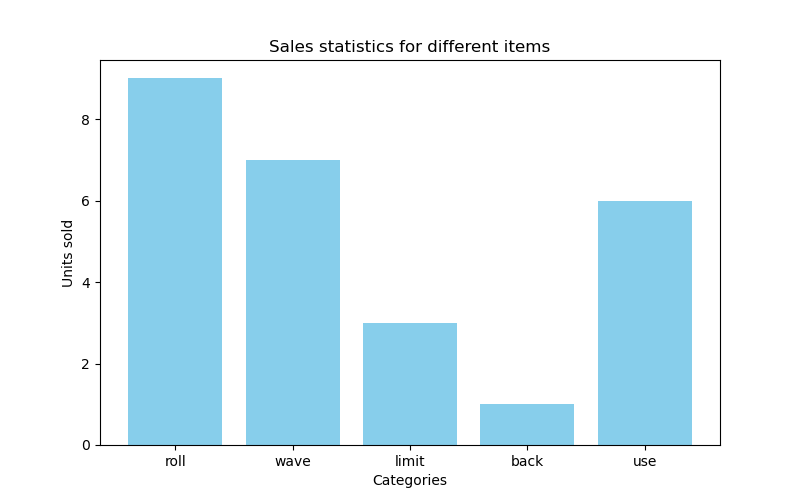 Sales statistics for different items
Units sold
8
6
4
2
0
roll wave limit back use
Categories